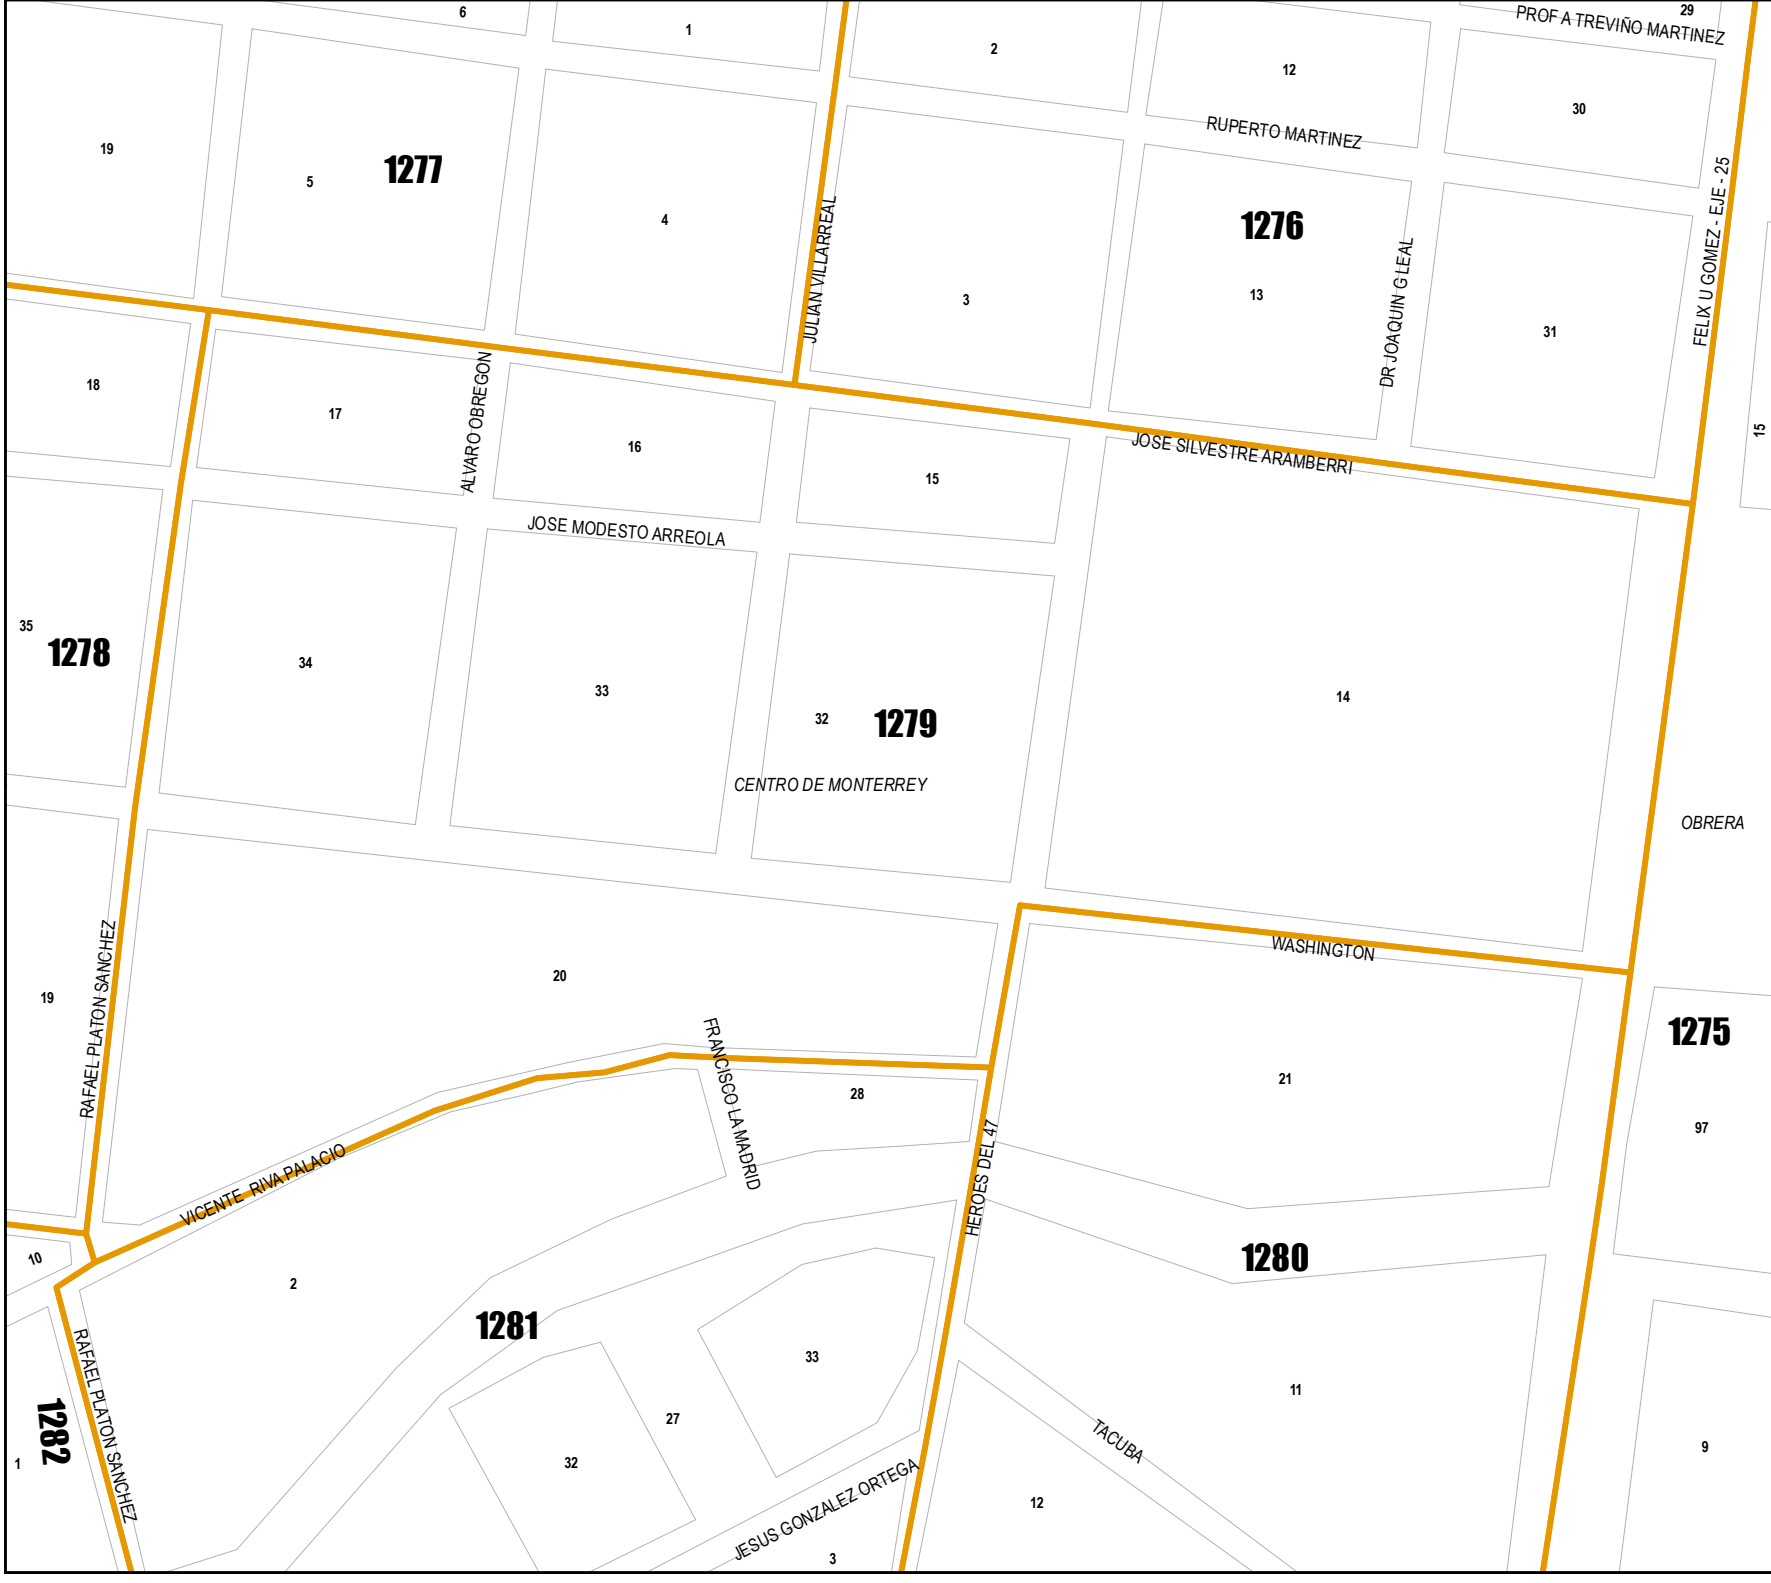 6
1
2
12
29
PROF A TREVIÑO MARTINEZ
30
RUPERTO MARTINEZ
19
5
1277
4
JULIAN VILLARREAL
3
1276
13
DR JOAQUIN G LEAL
31
FELIX U GOMEZ - EJE - 25
18
17
ALVARO OBREGON
16
15
JOSE SILVESTRE ARAMBERRI
15
JOSE MODESTO ARREOLA
35
1278
34
33
32
1279
14
CENTRO DE MONTERREY
OBRERA
19
RAFAEL PLATON SANCHEZ
20
WASHINGTON
FRANCISCO LA MADRID
28
21
1275
97
HEROES DEL 47
VICENTE RIVA PALACIO
10
2
1281
1280
RAFAEL PLATON SANCHEZ
1282
1
33
27
32
11
TACUBA
9
JESUS GONZALEZ ORTEGA
12
3